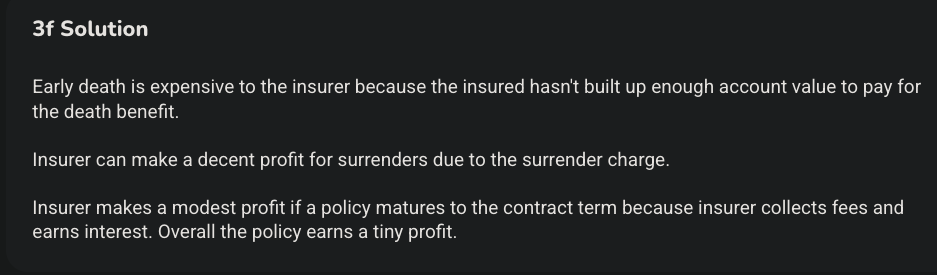 3f Solution
Early death is expensive to the insurer because the insured hasn't built up enough account value to pay for
the death benefit.
Insurer can make a decent profit for surrenders due to the surrender charge.
Insurer makes a modest profit if a policy matures to the contract term because insurer collects fees and
earns interest. Overall the policy earns a tiny profit.